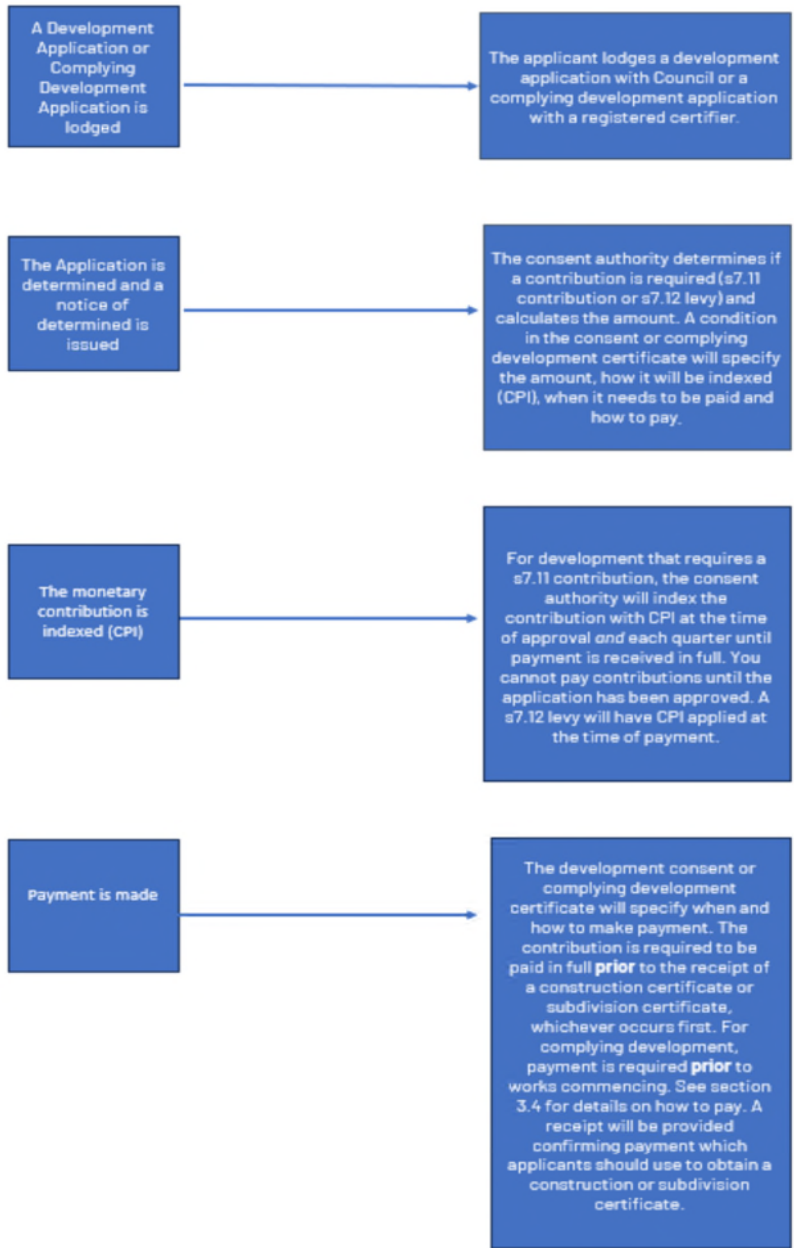 A Development
Application or
Complying
Development
Application is
lodged
The applicant lodges a development
application with Council or a
complying development application
with a registered certifier.
The Application is
determined and a
notice of
determined is
issued
The consent authority determines if
a contribution is required (s7.11
contribution or s7.12 levy) and
calculates the amount. A condition
in the consent or complying
development certificate will specify
the amount, how it will be indexed
(CPI), when it needs to be paid and
how to pay.
The monetary
contribution is
indexed (CPI)
For development that requires a
s7.11 contribution, the consent
authority will index the
contribution with CPI at the time
of approval and each quarter until
payment is received in full. You
cannot pay contributions until the
application has been approved. A
s7.12 levy will have CPI applied at
the time of payment.
Payment is made
The development consent or
complying development
certificate will specify when and
how to make payment. The
contribution is required to be
paid in full prior to the receipt of
a construction certificate or
subdivision certificate,
whichever occurs first. For
complying development,
payment is required prior to
works commencing. See section
3.4 for details on how to pay. A
receipt will be provided
confirming payment which
applicants should use to obtain a
construction or subdivision
certificate.